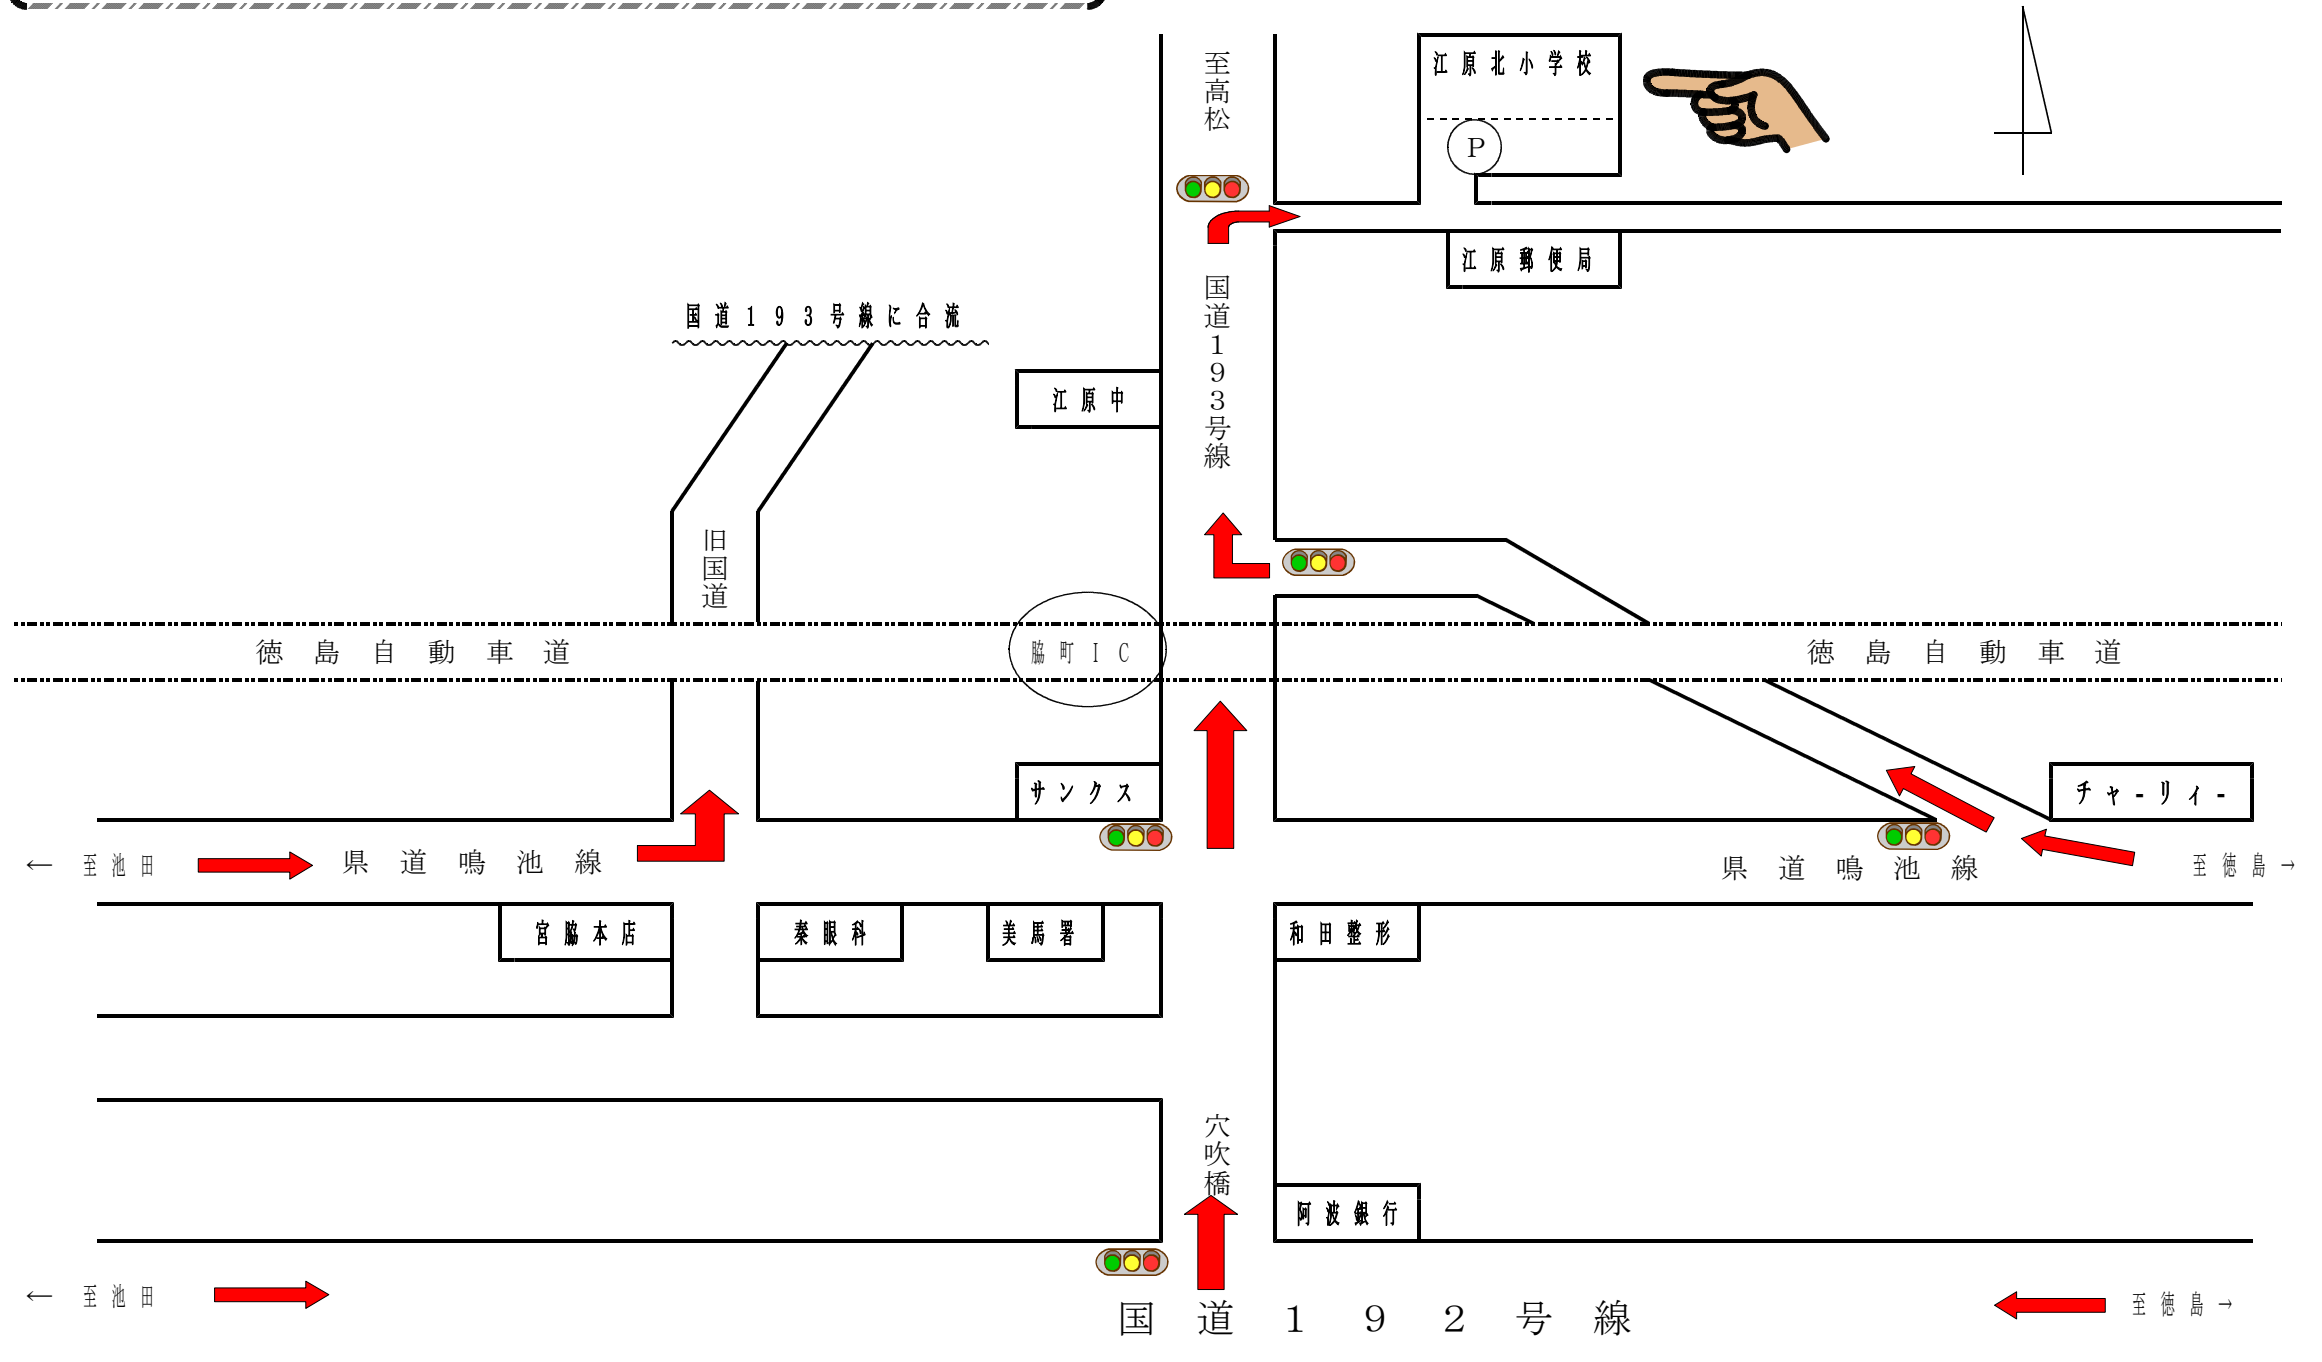 至高松
江原北小学校
P
江原郵便局
国道193号線
国道193号線に合流
江原中
旧国道
徳島自動車道
脇町IC
徳島自動車道
サンクス
チャ-リィ-
← 至池田
県道鳴池線
県道鳴池線
至徳島→
宮脇本店
秦眼科
美馬署
和田整形
穴吹橋
阿波銀行
← 至池田
国道192号線
至徳島→